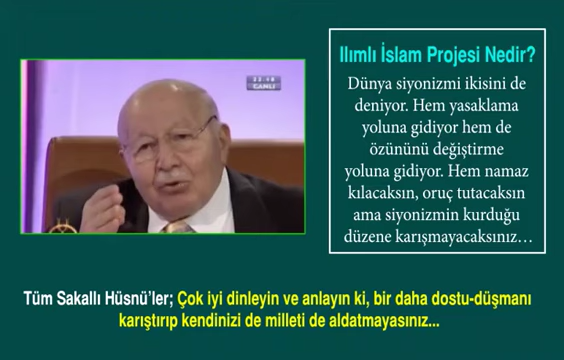 Ilımlı İslam Projesi Nedir?
Dünya siyonizmi ikisini de
deniyor. Hem yasaklama
yoluna gidiyor hem de
özününü değiştirme
yoluna gidiyor. Hem namaz
kılacaksın, oruç tutacaksın
ama siyonizmin kurduğu
düzene karışmayacaksınız…
22:48
CANLI
Tüm Sakallı Hüsnü’ler; Çok iyi dinleyin ve anlayın ki, bir daha dostu-düşmanı
karıştırıp kendinizi de milleti de aldatmayasınız...